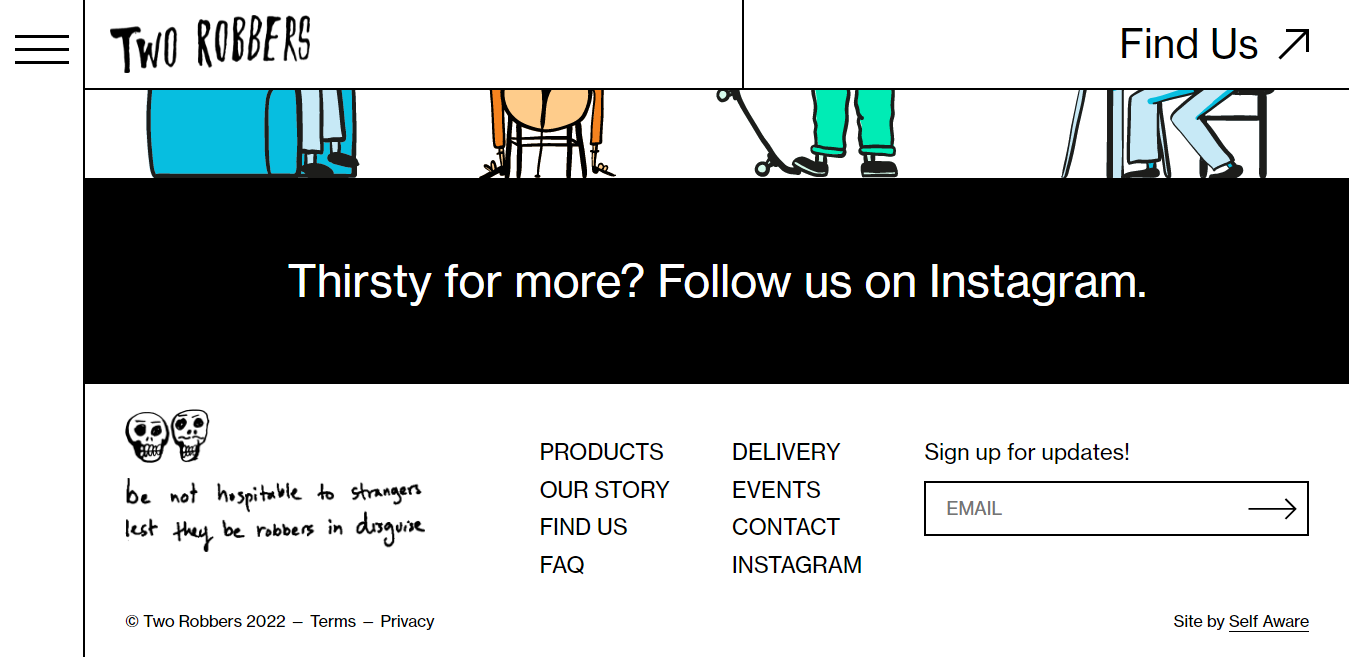 TWO ROBBERS
Find Us
Thirsty for more? Follow us on Instagram.
be not hospitable to strangers
lest they be robbers in disguise
PRODUCTS
OUR STORY
FIND US
FAQ
DELIVERY
EVENTS
CONTACT
INSTAGRAM
Sign up for updates!
EMAIL
© Two Robbers 2022 — Terms — Privacy
Site by Self Aware